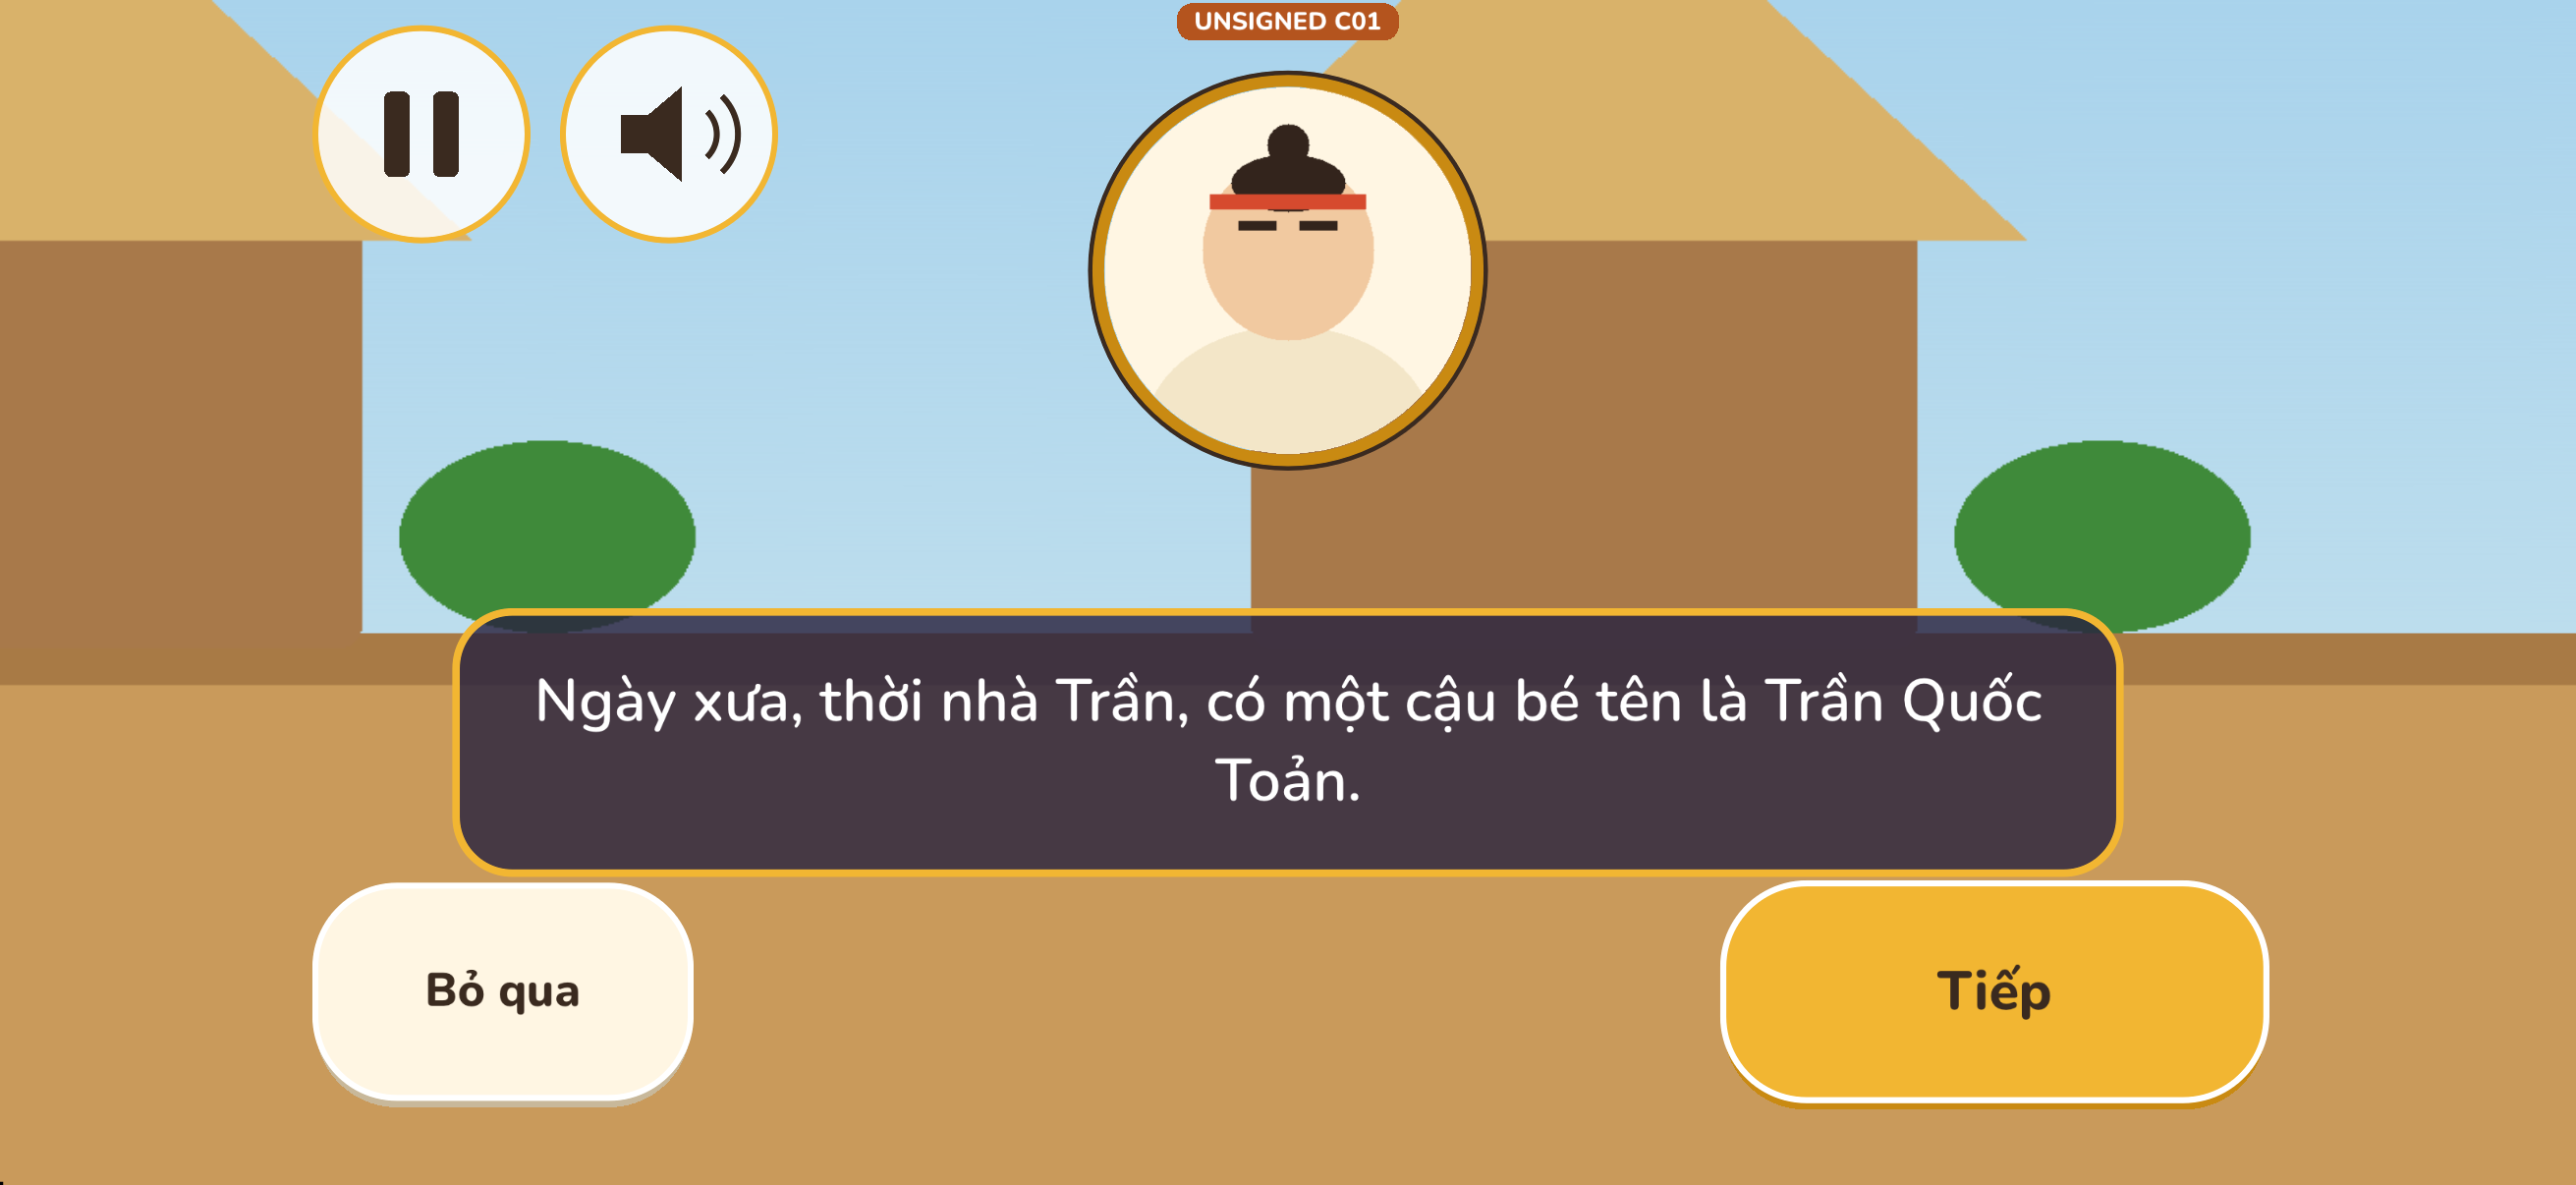 UNSIGNED C01
Ngày xưa, thời nhà Trần, có một cậu bé tên là Trần Quốc
Toản.
Bỏ qua
Tiếp